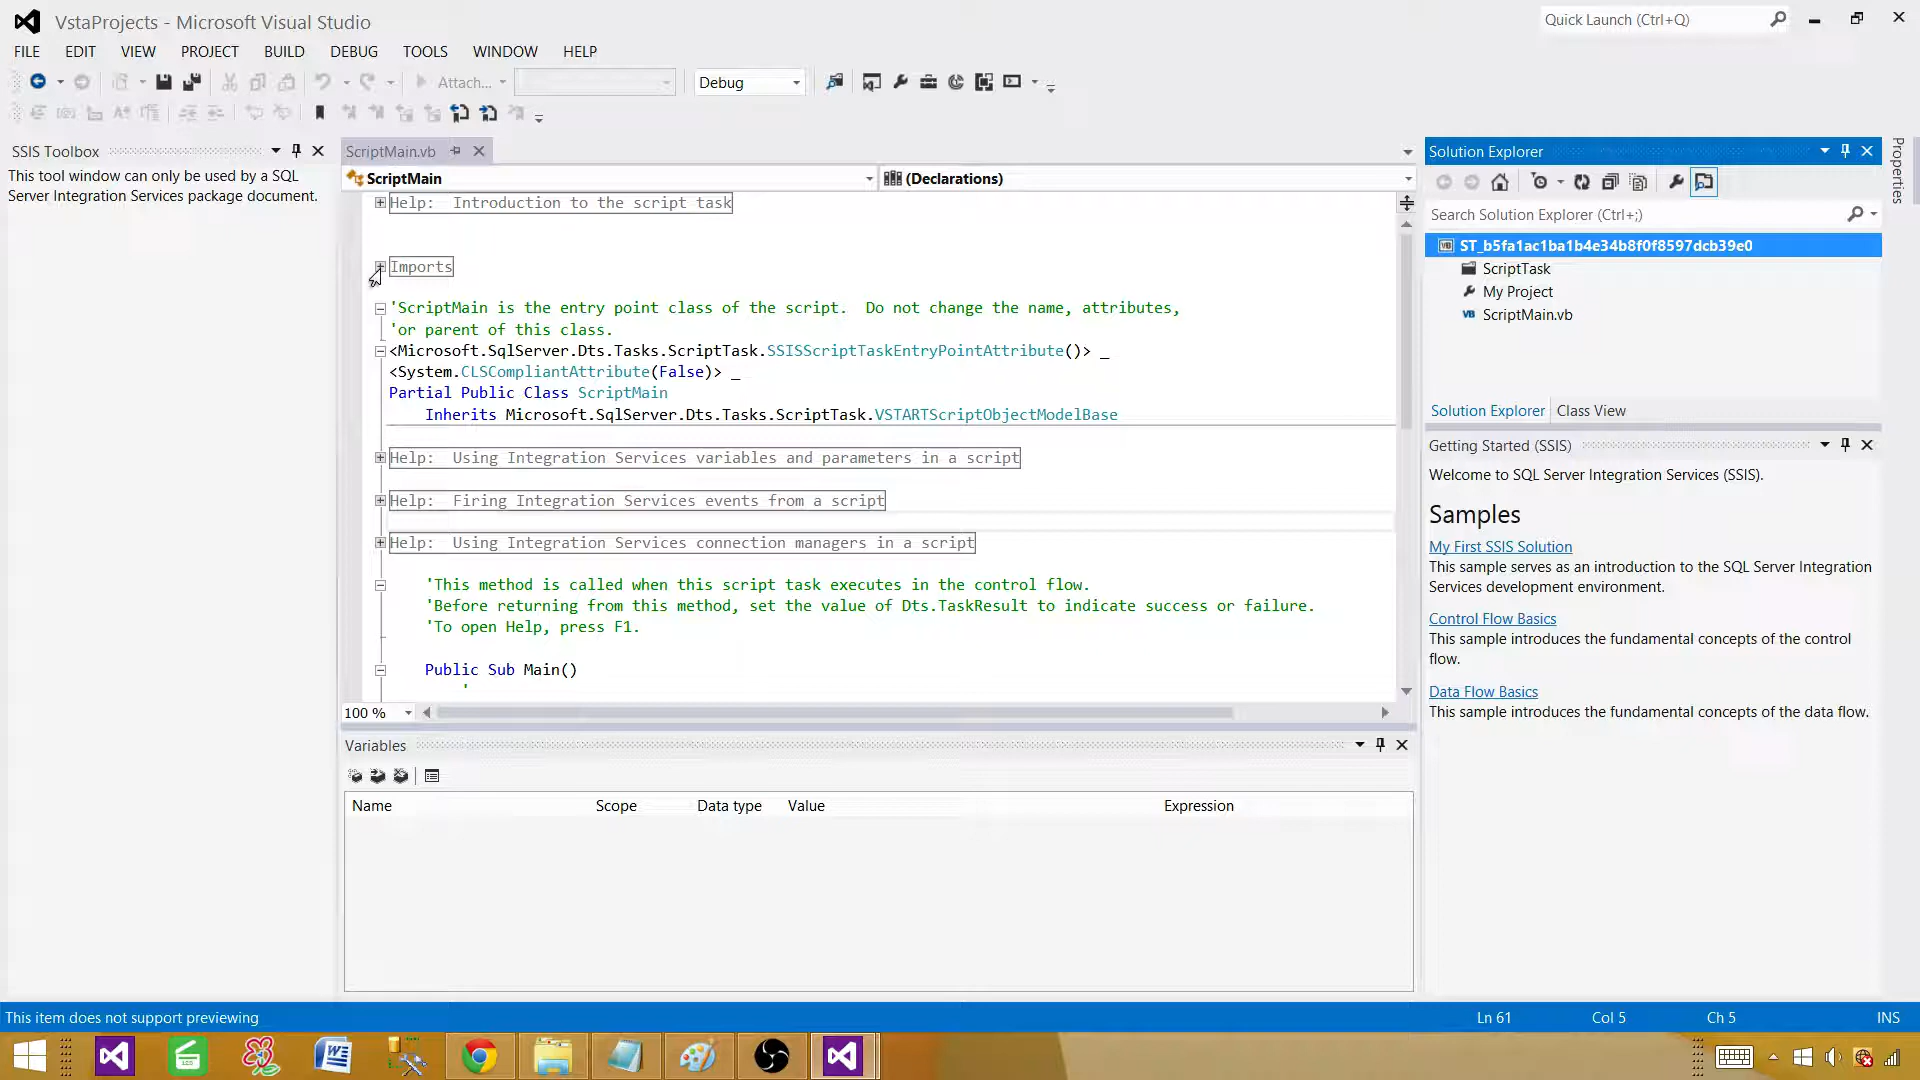 VstaProjects - Microsoft Visual Studio
Quick Launch (Ctrl+Q)
FILE EDIT VIEW PROJECT BUILD DEBUG TOOLS WINDOW HELP
Attach...
Debug
SSIS Toolbox
This tool window can only be used by a SQL
Server Integration Services package document.
ScriptMain.vb
ScriptMain
(Declarations)
Help:  Introduction to the script task
Imports
'ScriptMain is the entry point class of the script.  Do not change the name, attributes,
'or parent of this class.
<Microsoft.SqlServer.Dts.Tasks.ScriptTask.SSISScriptTaskEntryPointAttribute()> _
<System.CLSCompliantAttribute(False)> _
Partial Public Class ScriptMain
Inherits Microsoft.SqlServer.Dts.Tasks.ScriptTask.VSTARTScriptObjectModelBase
Help:  Using Integration Services variables and parameters in a script
Help:  Firing Integration Services events from a script
Help:  Using Integration Services connection managers in a script
'This method is called when this script task executes in the control flow.
'Before returning from this method, set the value of Dts.TaskResult to indicate success or failure.
'To open Help, press F1.
Public Sub Main()
'
100 %
Variables
Name Scope Data type Value Expression
Solution Explorer
Search Solution Explorer (Ctrl+;)
ST_b5fa1ac1ba1b4e34b8f0f8597dcb39e0
ScriptTask
My Project
ScriptMain.vb
Solution Explorer Class View
Getting Started (SSIS)
Welcome to SQL Server Integration Services (SSIS).
Samples
My First SSIS Solution
This sample serves as an introduction to the SQL Server Integration
Services development environment.
Control Flow Basics
This sample introduces the fundamental concepts of the control
flow.
Data Flow Basics
This sample introduces the fundamental concepts of the data flow.
Properties
This item does not support previewing
Ln 61 Col 5 Ch 5 INS